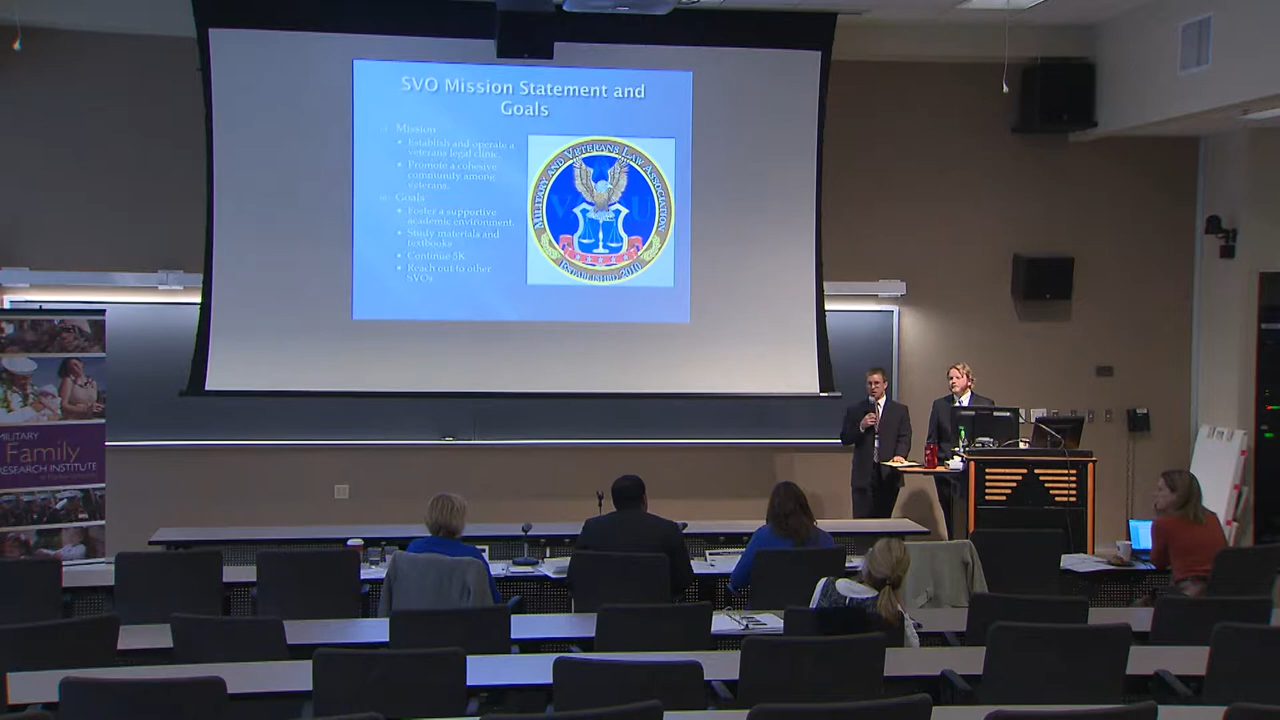 SVO Mission Statement and
Goals
Mission
Establish and operate a
veterans legal clinic.
Promote a cohesive
community among
veterans.
Goals
Foster a supportive
academic environment.
Study materials and
textbooks
Continue 5K
Reach out to other
SVOs
MILITARY AND VETERANS LAW ASSOCIATION
V U
ESTABLISHED 2010
MILITARY
Family
RESEARCH INSTITUTE